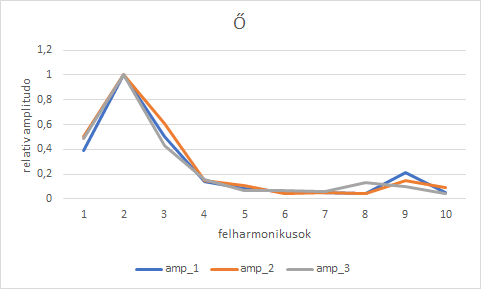 Ő
1,2
1
0,8
0,6
0,4
0,2
0
relatív amplitudo
1 2 3 4 5 6 7 8 9 10
felharmonikusok
amp_1 amp_2 amp_3